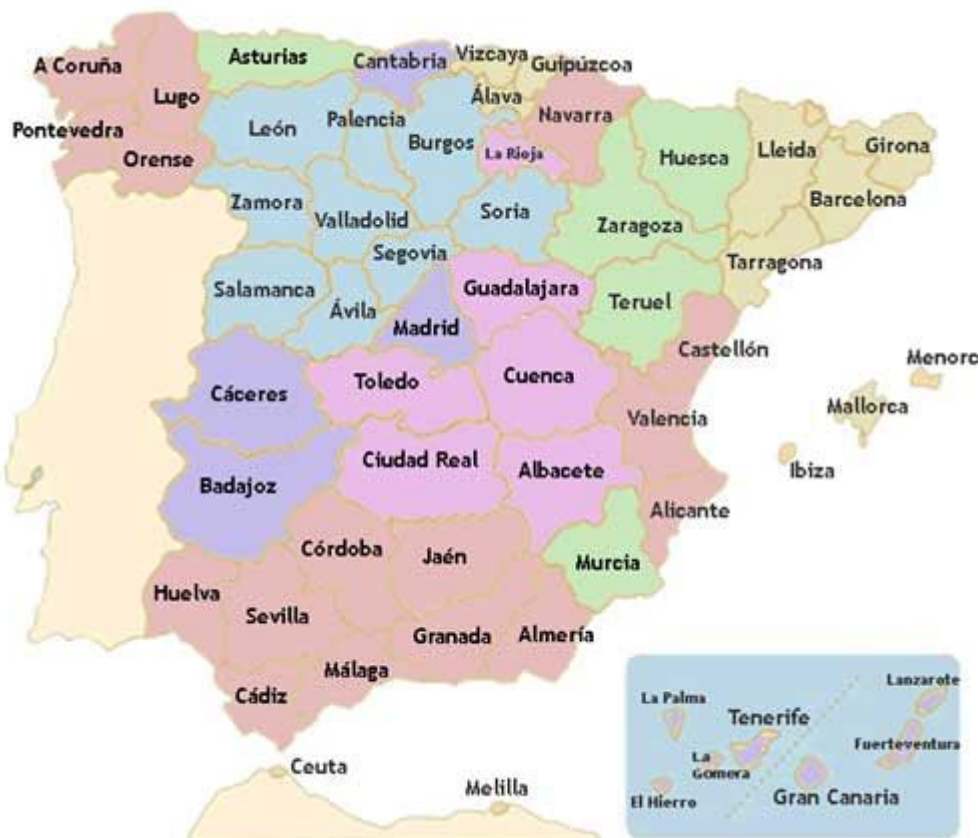 Asturias
Cantabria
Vizcaya
Guipúzcoa
A Coruña
Lugo
Álava
Navarra
Pontevedra
Orense
León
Palencia
Burgos
La Rioja
Huesca
Lleida
Girona
Barcelona
Zamora
Valladolid
Soria
Zaragoza
Tarragona
Segovia
Salamanca
Ávila
Guadalajara
Teruel
Madrid
Castellón
Menorc
Cáceres
Toledo
Cuenca
Valencia
Mallorca
Ibiza
Badajoz
Ciudad Real
Albacete
Alicante
Córdoba
Jaén
Murcia
Huelva
Sevilla
Granada
Almería
Málaga
Cádiz
Ceuta
Melilla
La Palma
Tenerife
Lanzarote
La
Gomera
Fuerteventura
El Hierro
Gran Canaria